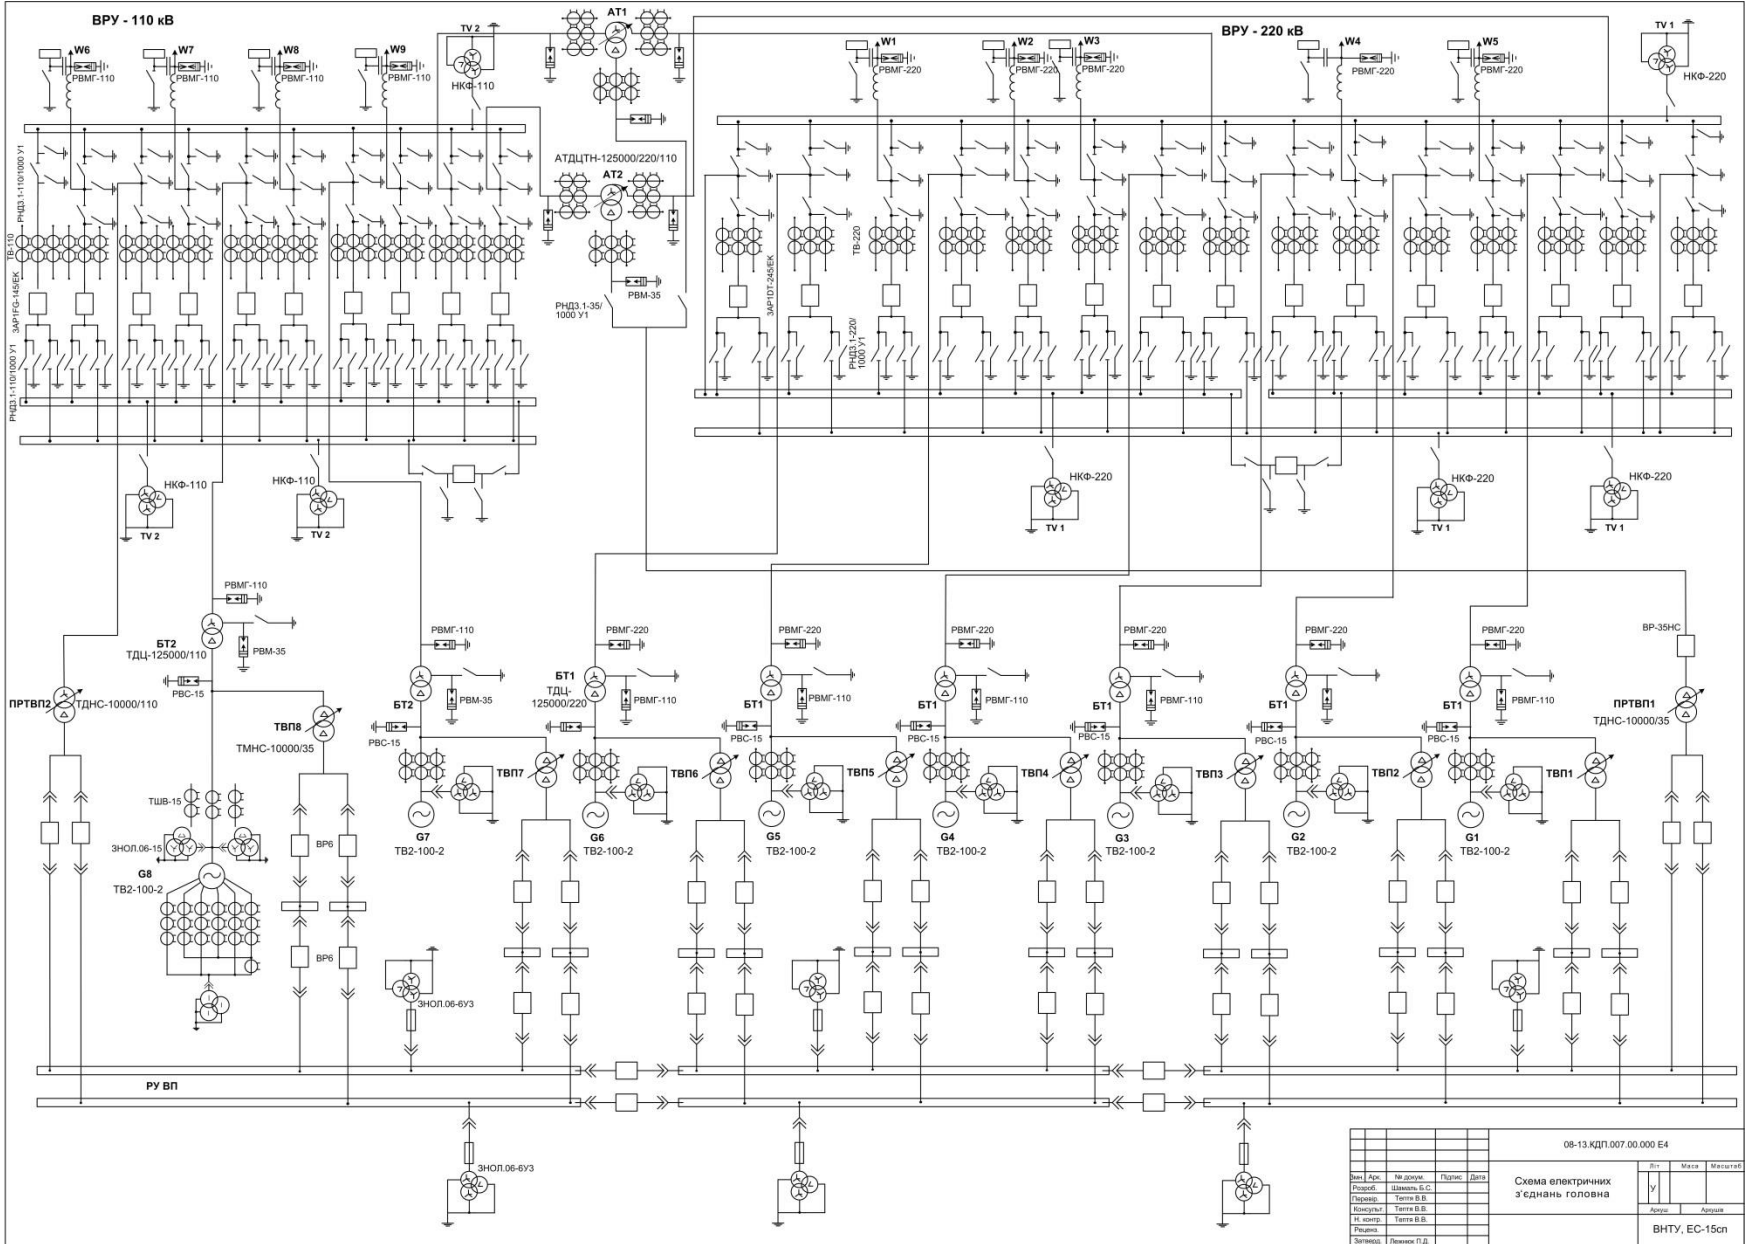 ВРУ - 110 кВ
TV 2
АТ1
ВРУ - 220 кВ
TV 1
W6
W7
W8
W9
W1
W2
W3
W4
W5
РВМГ-110
РВМГ-110
РВМГ-110
РВМГ-110
НКФ-110
РВМГ-220
РВМГ-220
РВМГ-220
РВМГ-220
РВМГ-220
НКФ-220
АТДЦТН-125000/220/110
АТ2
РНДЗ.1-110/1000 У1
ТВ-110
3AP1FG-145/EK
РНДЗ.1-110/1000 У1
РВМ-35
РНДЗ.1-35/
1000 У1
3AP1DT-245/EK
ТВ-220
РНДЗ.1-220/
1000 У1
НКФ-110
TV 2
НКФ-110
TV 2
НКФ-220
TV 1
НКФ-220
TV 1
НКФ-220
TV 1
РВМГ-110
БТ2
ТДЦ-125000/110
РВМ-35
РВС-15
ПРТВП2
ТДНС-10000/110
ТВП8
ТМНС-10000/35
РВМГ-110
БТ2
РВМ-35
РВС-15
РВМГ-220
БТ1
ТДЦ-
125000/220
РВМГ-110
РВМГ-220
БТ1
РВМГ-110
РВС-15
РВМГ-220
БТ1
РВМГ-110
РВС-15
РВМГ-220
БТ1
РВМГ-110
РВС-15
РВМГ-220
БТ1
РВМГ-110
РВС-15
РВМГ-220
БТ1
РВМГ-110
РВС-15
ВР-35НС
ПРТВП1
ТДНС-10000/35
ТВП7
ТВП6
ТВП5
ТВП4
ТВП3
ТВП2
ТВП1
ТШВ-15
ЗНОЛ.06-15
G8
ТВ2-100-2
ВР6
ВР6
G7
ТВ2-100-2
G6
ТВ2-100-2
G5
ТВ2-100-2
G4
ТВ2-100-2
G3
ТВ2-100-2
G2
ТВ2-100-2
G1
ТВ2-100-2
ЗНОЛ.06-6У3
РУ ВП
ЗНОЛ.06-6У3
08-13.КДП.007.00.000 Е4
Змн. Арк. № докум. Підпис Дата
Розроб. Шамаль Б.С.
Перевір. Тептя В.В.
Консульт. Тептя В.В.
Н. контр. Тептя В.В.
Реценз.
Затверд. Лежнюк П.Д.
Схема електричних
з'єднань головна
Літ Маса Масштаб
У
Аркуш Аркушів
ВНТУ, ЕС-15сп